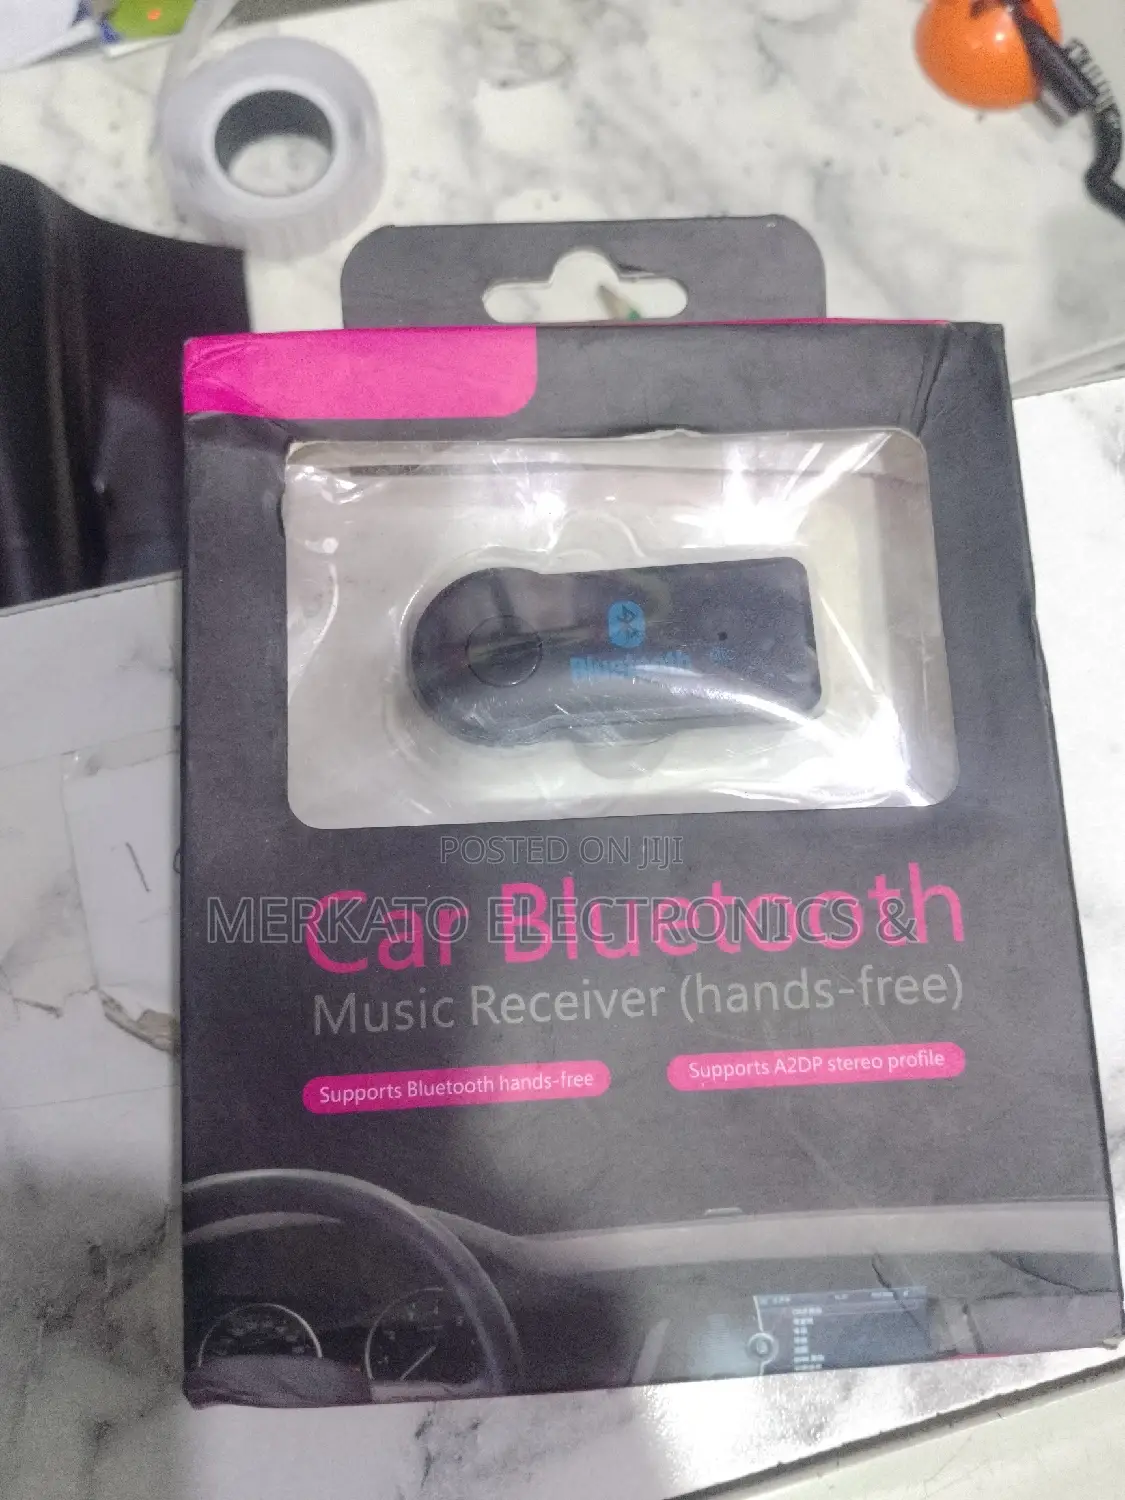 Bluetooth
POSTED ON JIJI
Car Bluetooth
MERKATO ELECTRONICS &
Music Receiver (hands-free)
Supports Bluetooth hands-free
Supports A2DP stereo profile